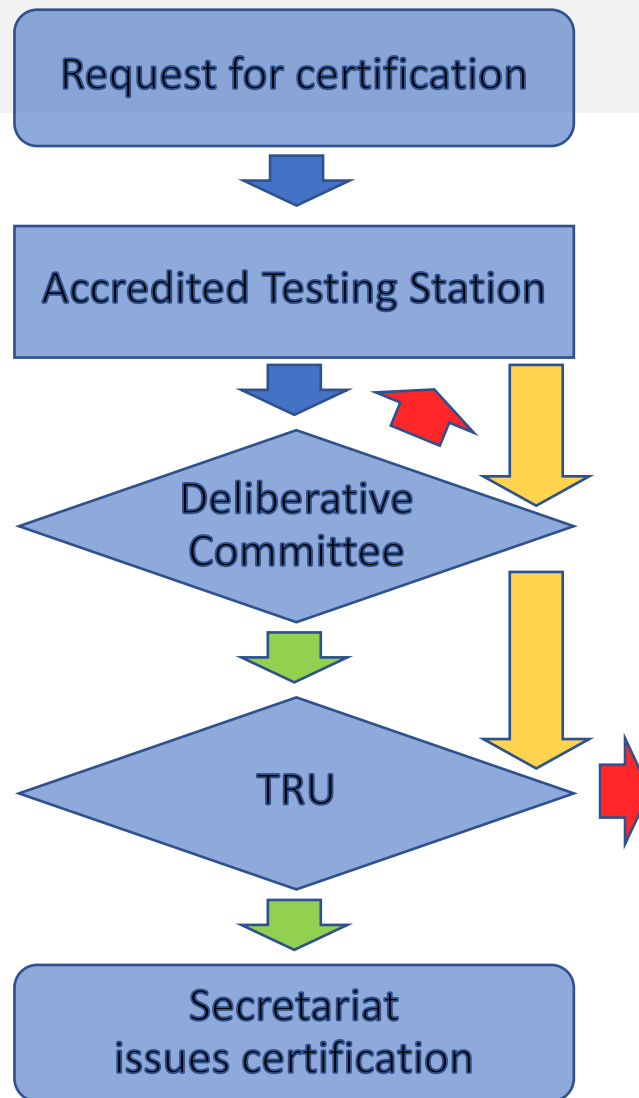 Request for certification
Accredited Testing Station
Deliberative
Committee
TRU
Secretariat
issues certification